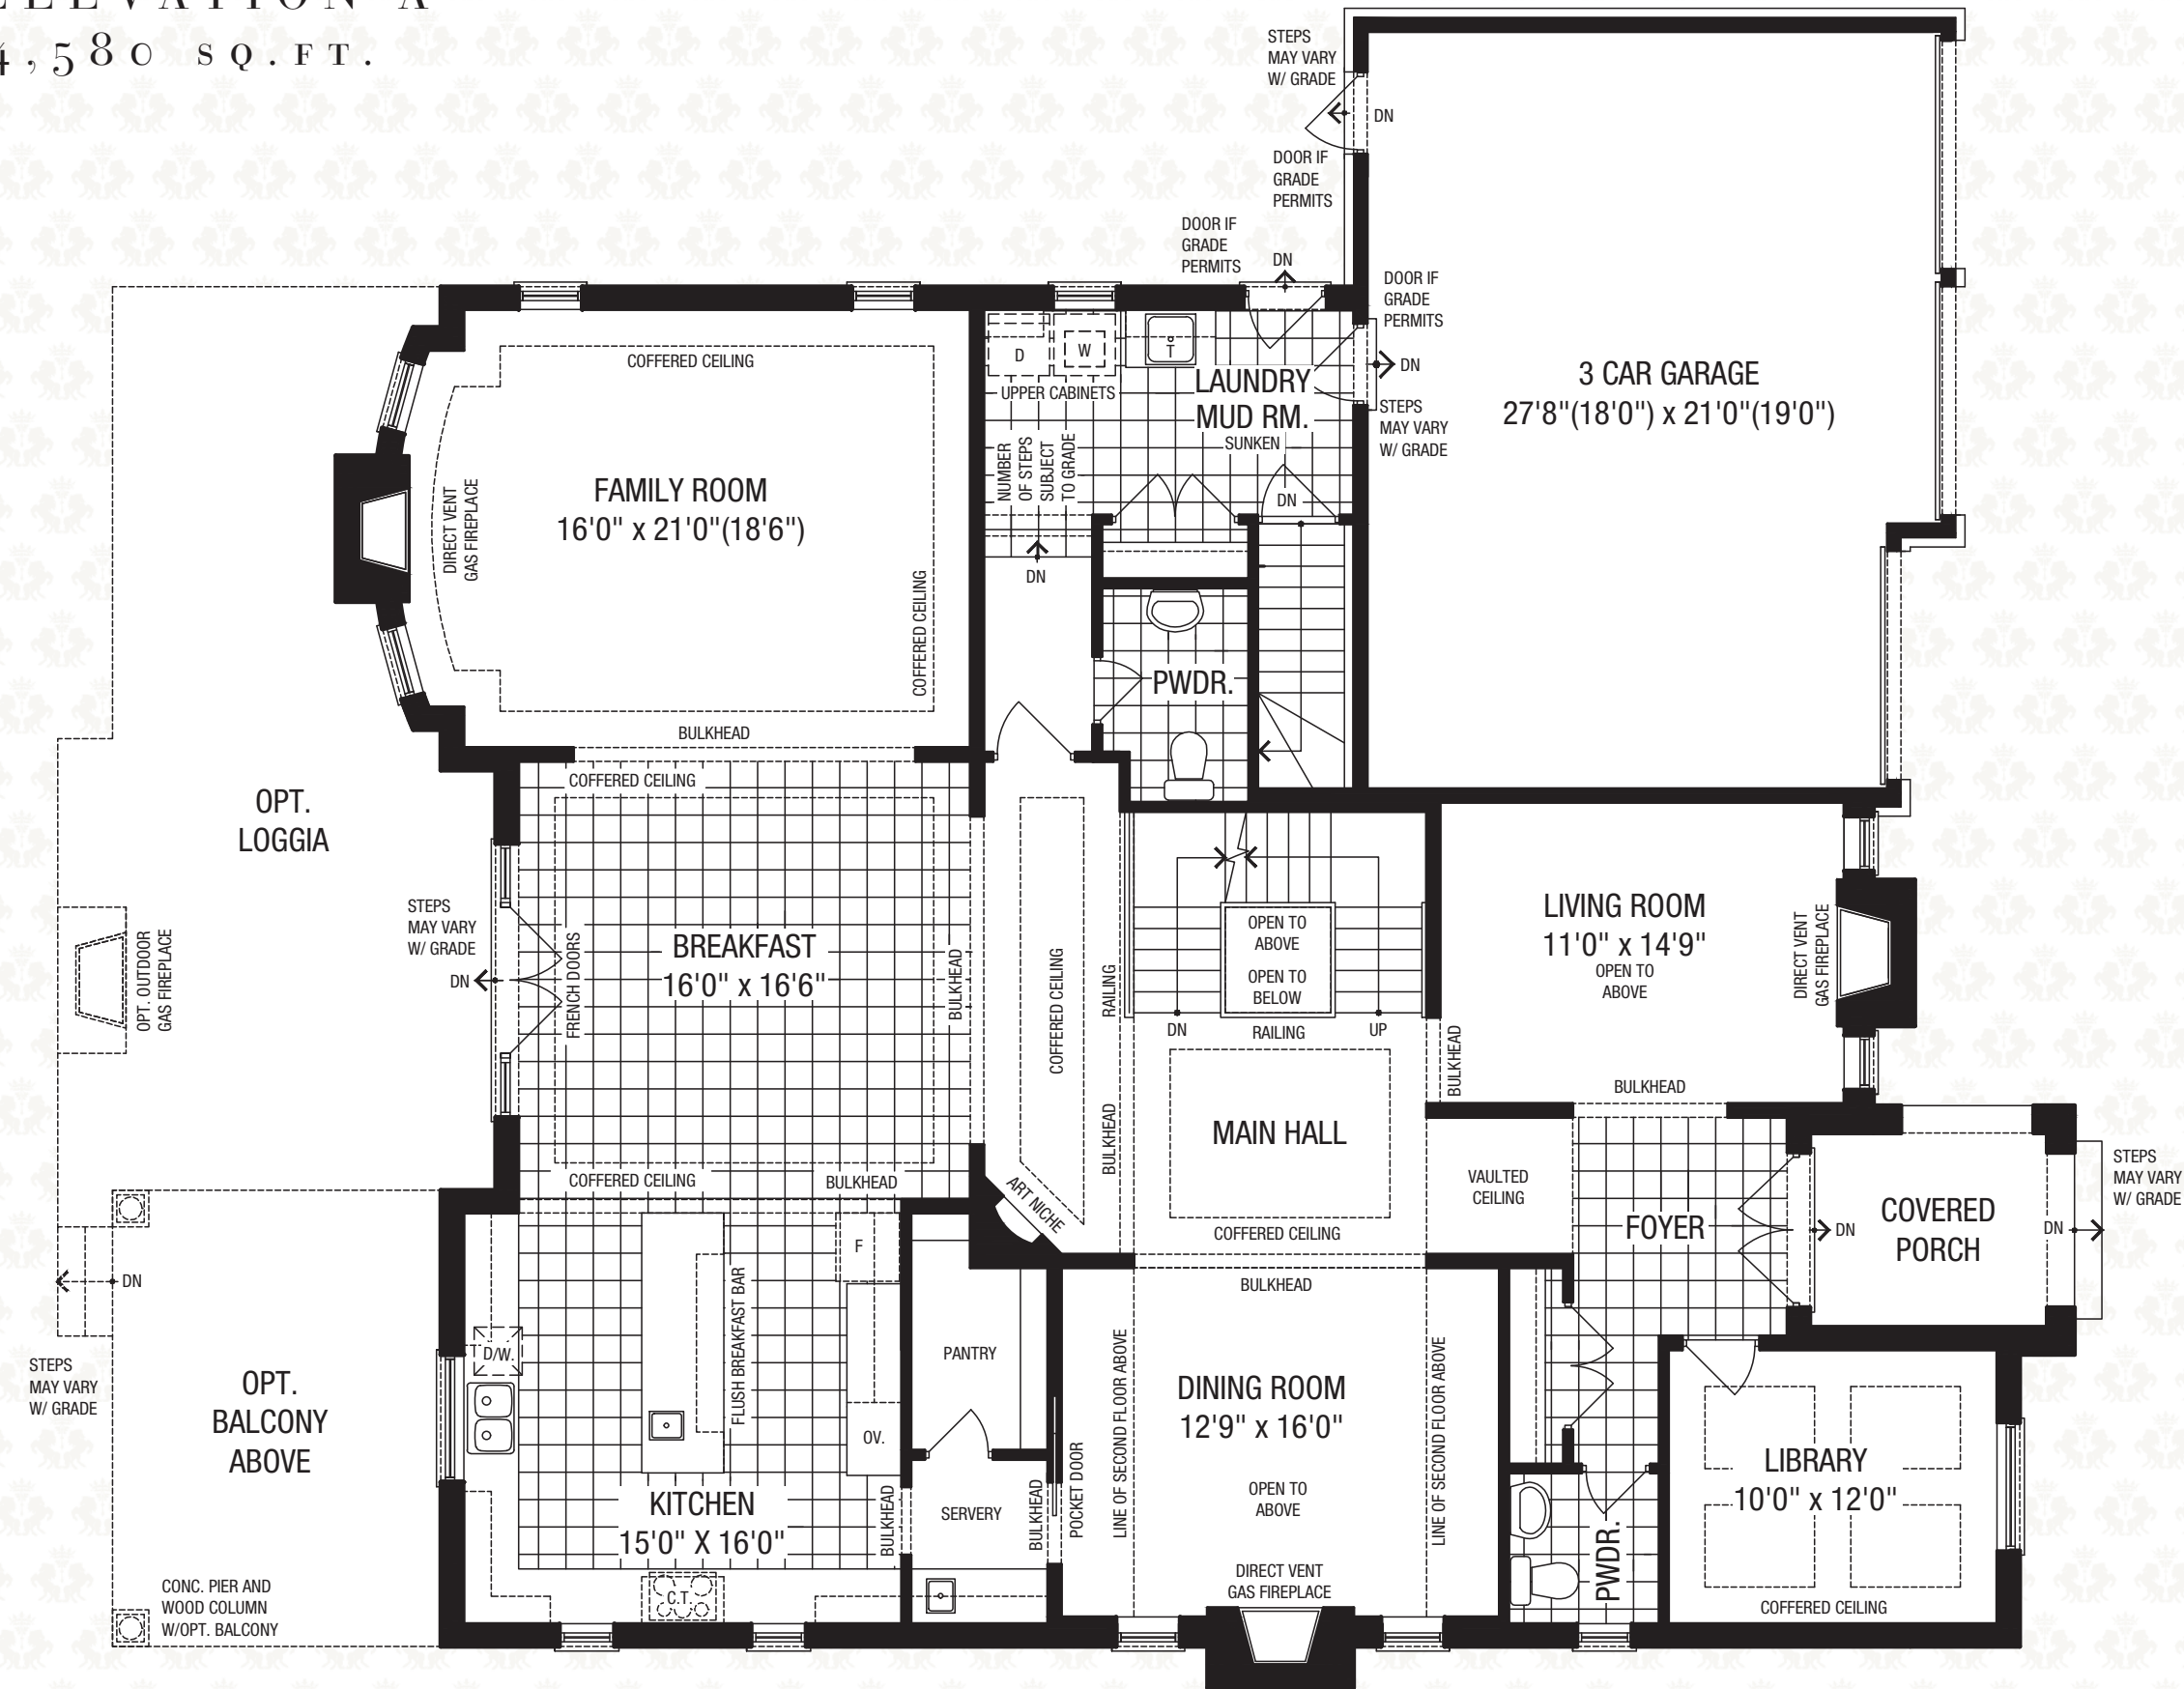 ELEVATION A
4,580 SQ.FT.
STEPS
MAY VARY
W/ GRADE
DN
DOOR IF
GRADE
PERMITS
DOOR IF
GRADE
PERMITS
DN
DOOR IF
GRADE
PERMITS
DN
STEPS
MAY VARY
W/ GRADE
3 CAR GARAGE
27'8"(18'0") x 21'0"(19'0")
COFFERED CEILING
FAMILY ROOM
16'0" x 21'0"(18'6")
DIRECT VENT
GAS FIREPLACE
COFFERED CEILING
BULKHEAD
D
W
T
UPPER CABINETS
LAUNDRY
MUD RM.
SUNKEN
NUMBER
OF STEPS
SUBJECT
TO GRADE
DN
DN
PWDR.
OPT.
LOGGIA
OPT. OUTDOOR
GAS FIREPLACE
STEPS
MAY VARY
W/ GRADE
DN
FRENCH DOORS
COFFERED CEILING
BREAKFAST
16'0" x 16'6"
BULKHEAD
COFFERED CEILING
BULKHEAD
COFFERED CEILING
RAILING
BULKHEAD
OPEN TO
ABOVE
OPEN TO
BELOW
DN
RAILING
UP
MAIN HALL
COFFERED CEILING
ART NICHE
LIVING ROOM
11'0" x 14'9"
OPEN TO
ABOVE
DIRECT VENT
GAS FIREPLACE
BULKHEAD
BULKHEAD
VAULTED
CEILING
FOYER
DN
COVERED
PORCH
DN
STEPS
MAY VARY
W/ GRADE
DN
STEPS
MAY VARY
W/ GRADE
OPT.
BALCONY
ABOVE
CONC. PIER AND
WOOD COLUMN
W/OPT. BALCONY
D/W.
FLUSH BREAKFAST BAR
F
OV.
KITCHEN
15'0" X 16'0"
C.T.
BULKHEAD
PANTRY
SERVERY
BULKHEAD
POCKET DOOR
BULKHEAD
LINE OF SECOND FLOOR ABOVE
DINING ROOM
12'9" x 16'0"
OPEN TO
ABOVE
LINE OF SECOND FLOOR ABOVE
DIRECT VENT
GAS FIREPLACE
PWDR.
LIBRARY
10'0" x 12'0"
COFFERED CEILING